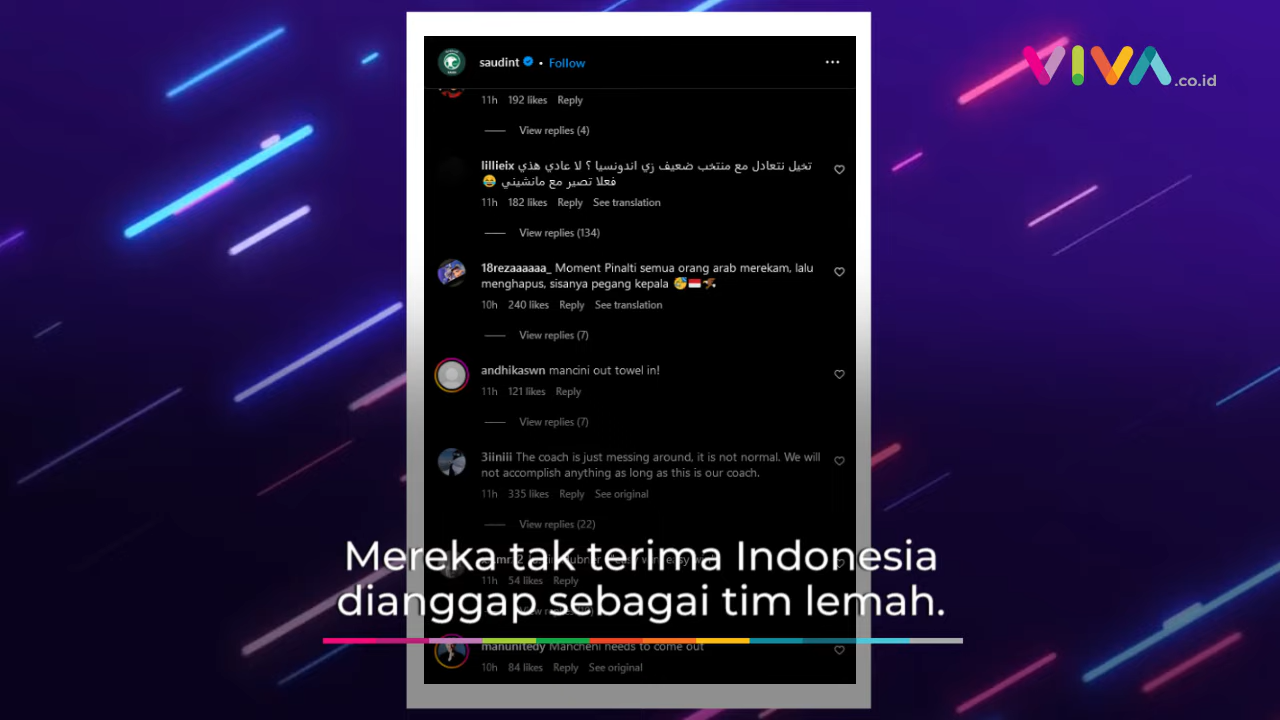 saudint • Follow
VIVA.co.id
11h 192 likes Reply
View replies (4)
lillieix تخيل نتعادل مع منتخب ضعيف زي اندونسيا ؟ لا عادي هذي
فعلا تصير مع مانشيني 😂
11h 182 likes Reply See translation
View replies (134)
18rezaaaaaa_ Moment Pinalti semua orang arab merekam, lalu
menghapus, sisanya pegang kepala
10h 240 likes Reply See translation
View replies (7)
andhikaswn mancini out towel in!
11h 121 likes Reply
View replies (7)
3iiniii The coach is just messing around, it is not normal. We will
not accomplish anything as long as this is our coach.
11h 335 likes Reply See original
View replies (22)
Mereka tak terima Indonesia
11h 54 likes Reply
dianggap sebagai tim lemah.
manunitedy Mancheni needs to come out
10h 84 likes Reply See original